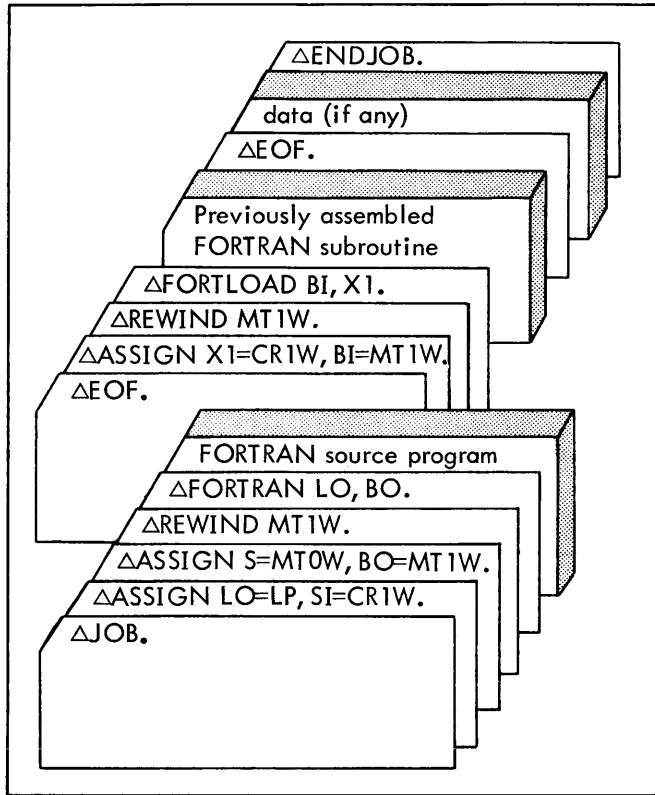 △ENDJOB.
data (if any)
△EOF.
Previously assembled
FORTRAN subroutine
△FORTLOAD BI, X1.
△REWIND MT1W.
△ASSIGN X1=CR1W, BI=MT1W.
△EOF.
FORTRAN source program
△FORTRAN LO, BO.
△REWIND MT1W.
△ASSIGN S=MT0W, BO=MT1W.
△ASSIGN LO=LP, SI=CR1W.
△JOB.